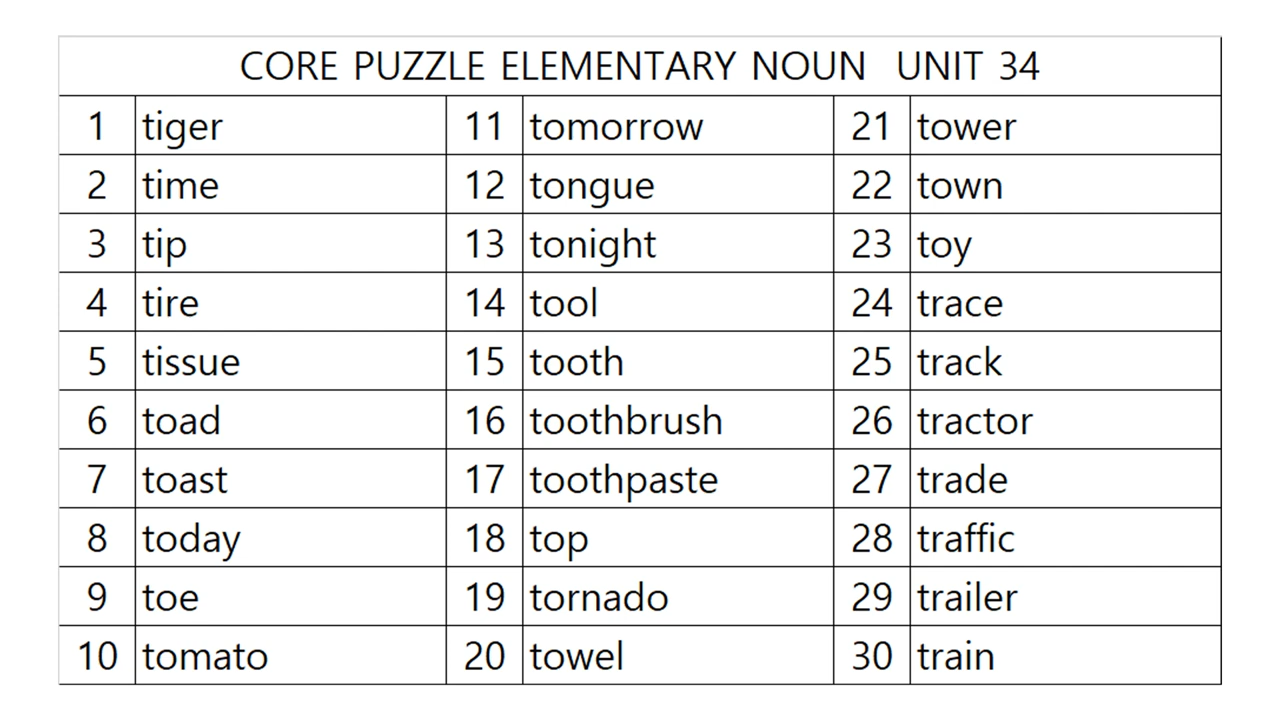 CORE PUZZLE ELEMENTARY NOUN  UNIT 34
1 tiger 11 tomorrow 21 tower
2 time 12 tongue 22 town
3 tip 13 tonight 23 toy
4 tire 14 tool 24 trace
5 tissue 15 tooth 25 track
6 toad 16 toothbrush 26 tractor
7 toast 17 toothpaste 27 trade
8 today 18 top 28 traffic
9 toe 19 tornado 29 trailer
10 tomato 20 towel 30 train